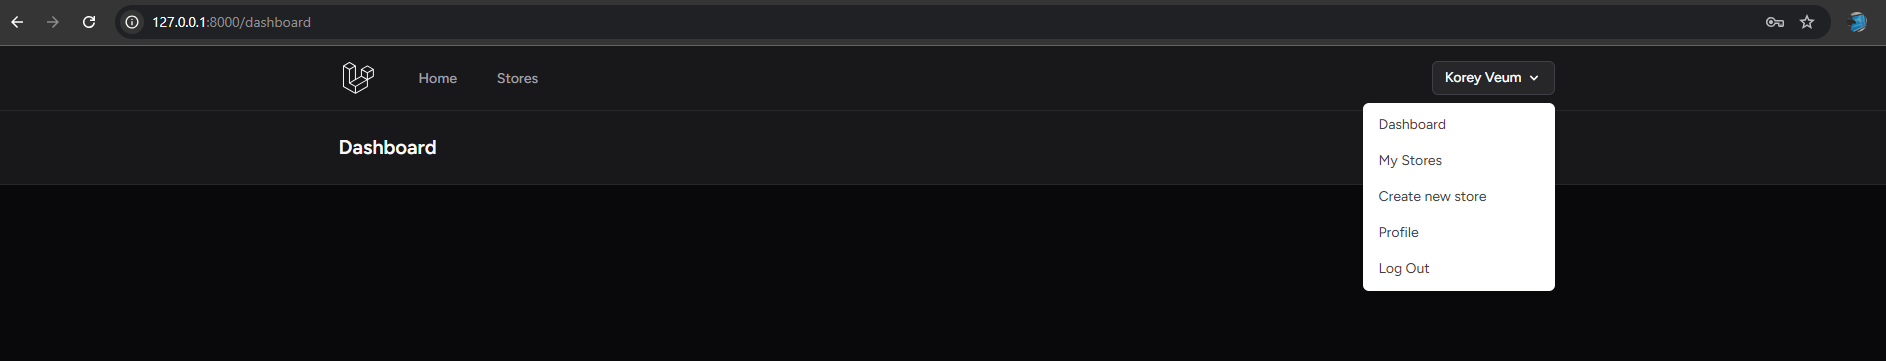 127.0.0.1:8000/dashboard
Home Stores Korey Veum
Dashboard
My Stores
Create new store
Profile
Log Out
Dashboard